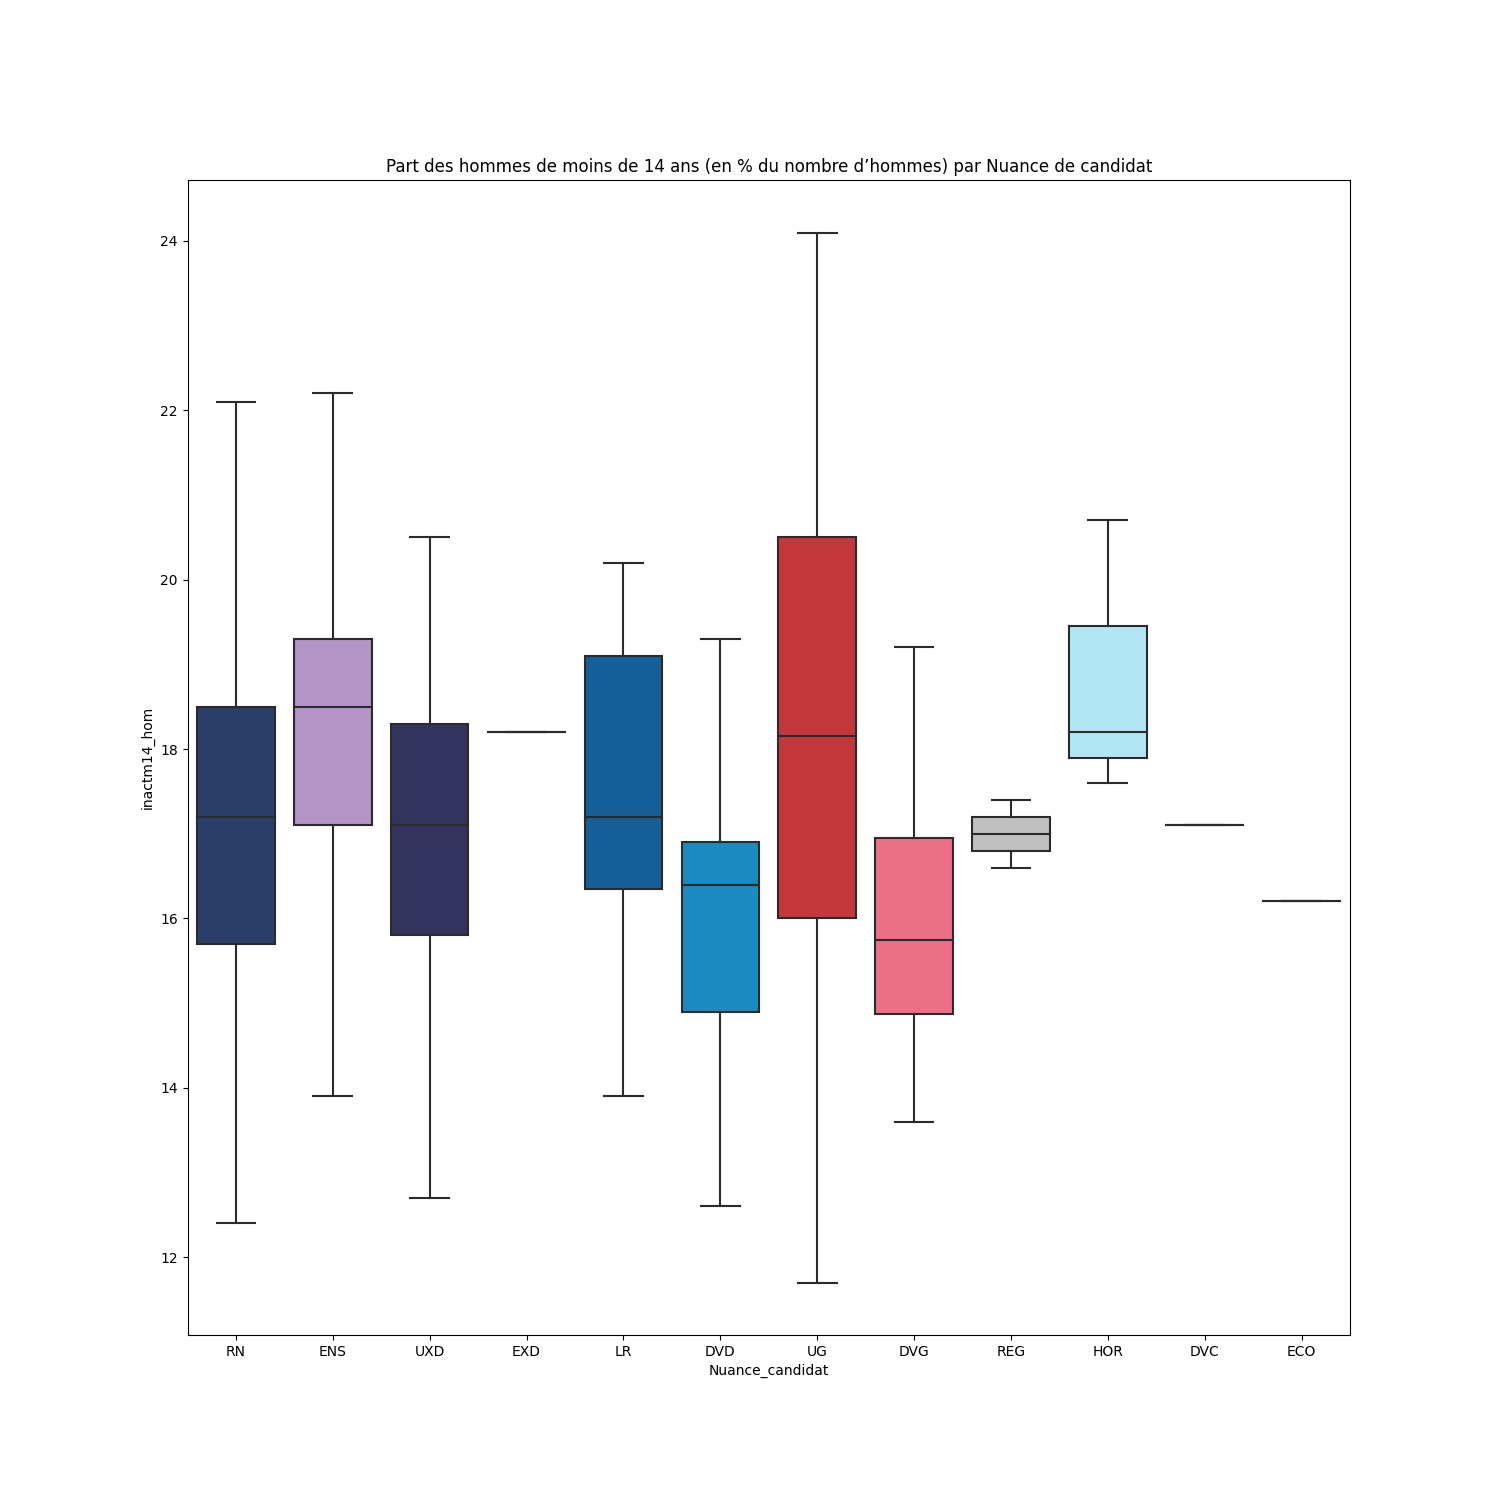 Part des hommes de moins de 14 ans (en % du nombre d’hommes) par Nuance de candidat
inactm14_hom
24
22
20
18
16
14
12
RN ENS UXD EXD LR DVD UG DVG REG HOR DVC ECO
Nuance_candidat